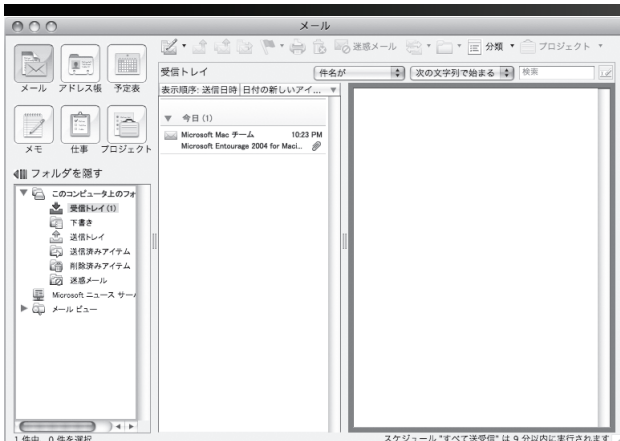 メール
迷惑メール 分類 プロジェクト
メール アドレス帳 予定表
メモ 仕事 プロジェクト
フォルダを隠す
このコンピュータ上のフォ
受信トレイ (1)
下書き
送信トレイ
送信済みアイテム
削除済みアイテム
迷惑メール
Microsoft ニュース サー
メール ビュー
1 件中、0 件を選択
受信トレイ 件名が 次の文字列で始まる 検索
表示順序: 送信日時 日付の新しいアイ...
今日 (1)
Microsoft Mac チーム 10:23 PM
Microsoft Entourage 2004 for Maci...
スケジュール "すべて送受信" は 9 分以内に実行されます